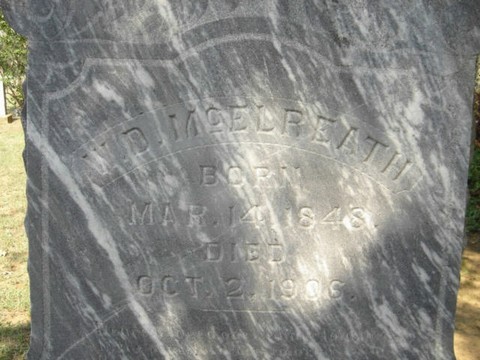 W. D. McELREATH
BORN
MAR. 14, 1848.
DIED
OCT. 2, 1906.